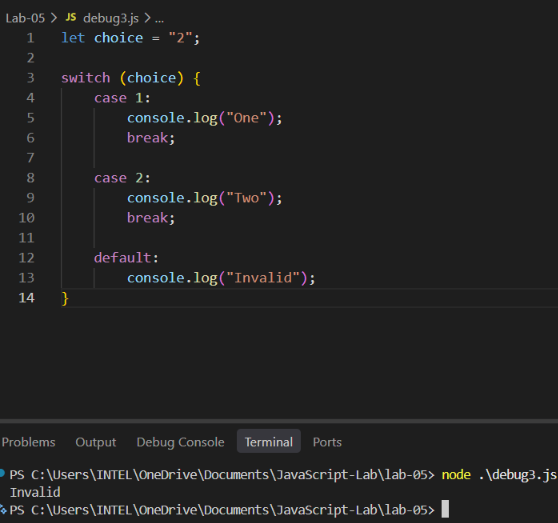 Lab-05 > JS debug3.js > ...
1 let choice = "2";
2
3 switch (choice) {
4 case 1:
5 console.log("One");
6 break;
7
8 case 2:
9 console.log("Two");
10 break;
11
12 default:
13 console.log("Invalid");
14 }
Problems Output Debug Console Terminal Ports
PS C:\Users\INTEL\OneDrive\Documents\JavaScript-Lab\lab-05> node .\debug3.js
Invalid
PS C:\Users\INTEL\OneDrive\Documents\JavaScript-Lab\lab-05>